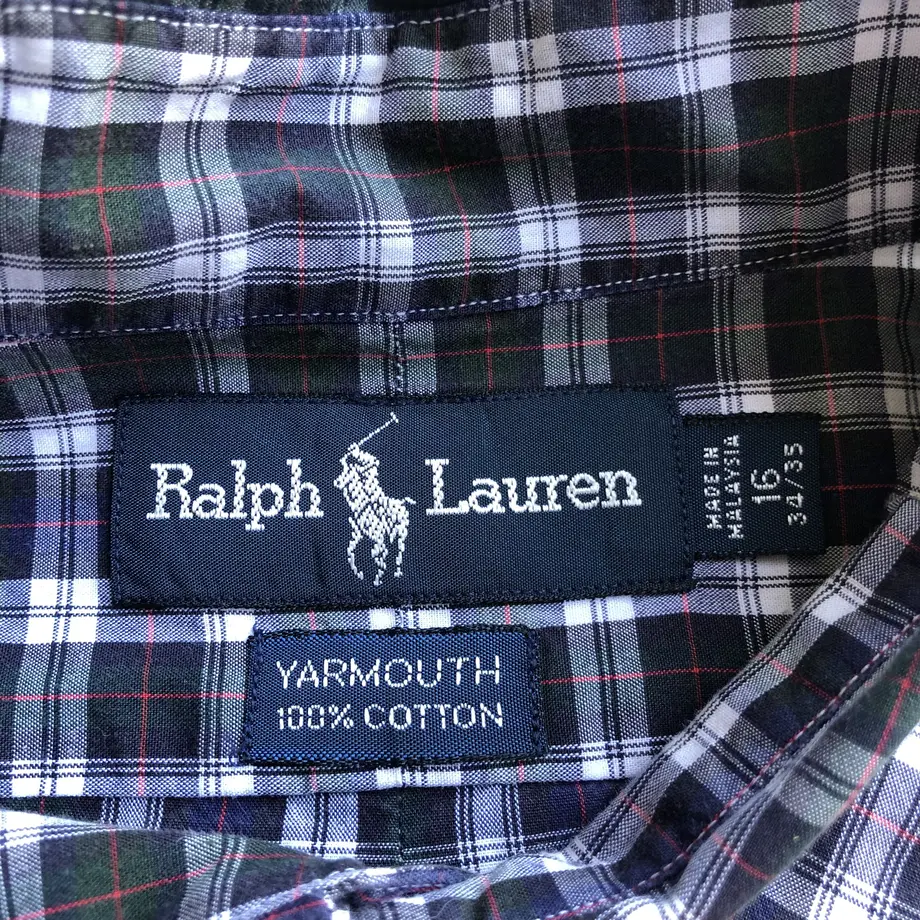 Ralph Lauren
MADE IN
MALAYSIA
16
34/35
YARMOUTH
100% COTTON